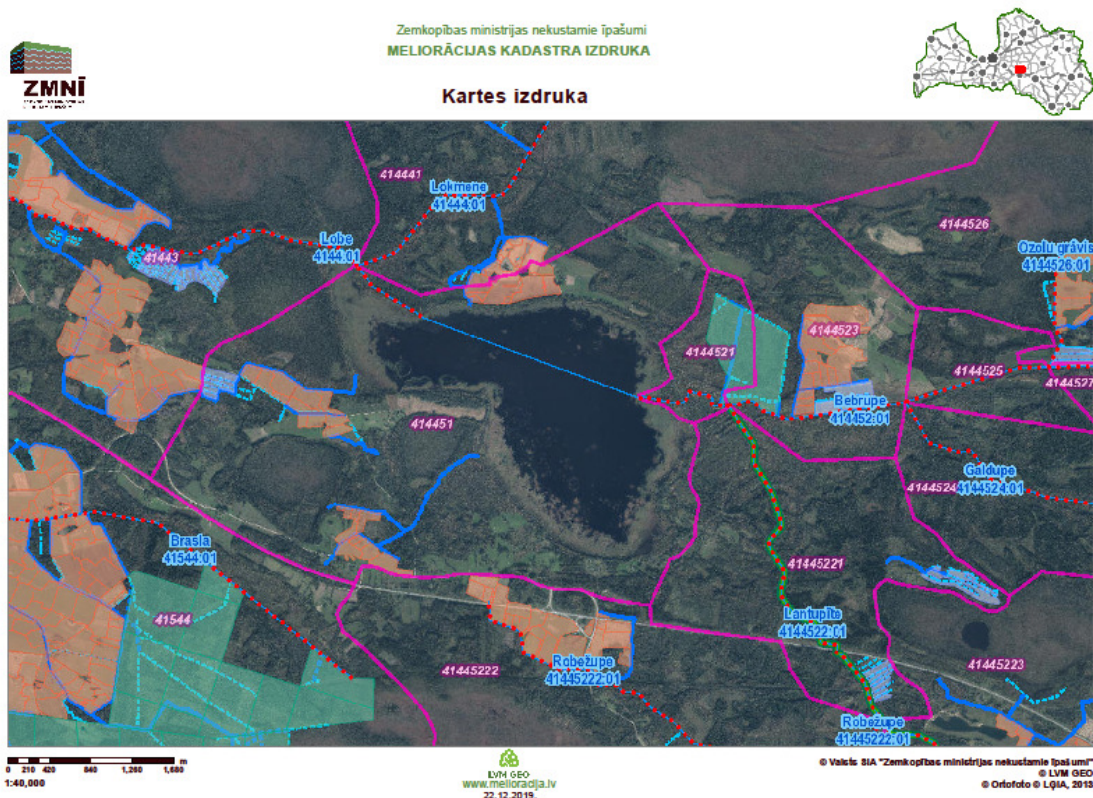 Zemkopības ministrijas nekustamie īpašumi
MELIORĀCIJAS KADASTRA IZDRUKA
ZMNĪ
Kartes izdruka
414441
Lokmene
41444:01
4144526
Lobe
4144:01
41443
Ozolu grāvis
4144526:01
4144523
4144521
4144525
4144527
Bebrupe
414452:01
414451
Galdupe
4144524
4144524:01
Brasla
41544:01
41445221
41544
Lantupīte
4144522:01
Robežupe
41445222:01
41445222
41445223
Robežupe
41445222:01
0 210 420 840 1,260 1,680 m
1:40,000
LVM GEO
www.melioracija.lv
22.12.2019.
© Valsts SIA "Zemkopības ministrijas nekustamie īpašumi"
© LVM GEO
© Ortofoto © LĢIA, 2013